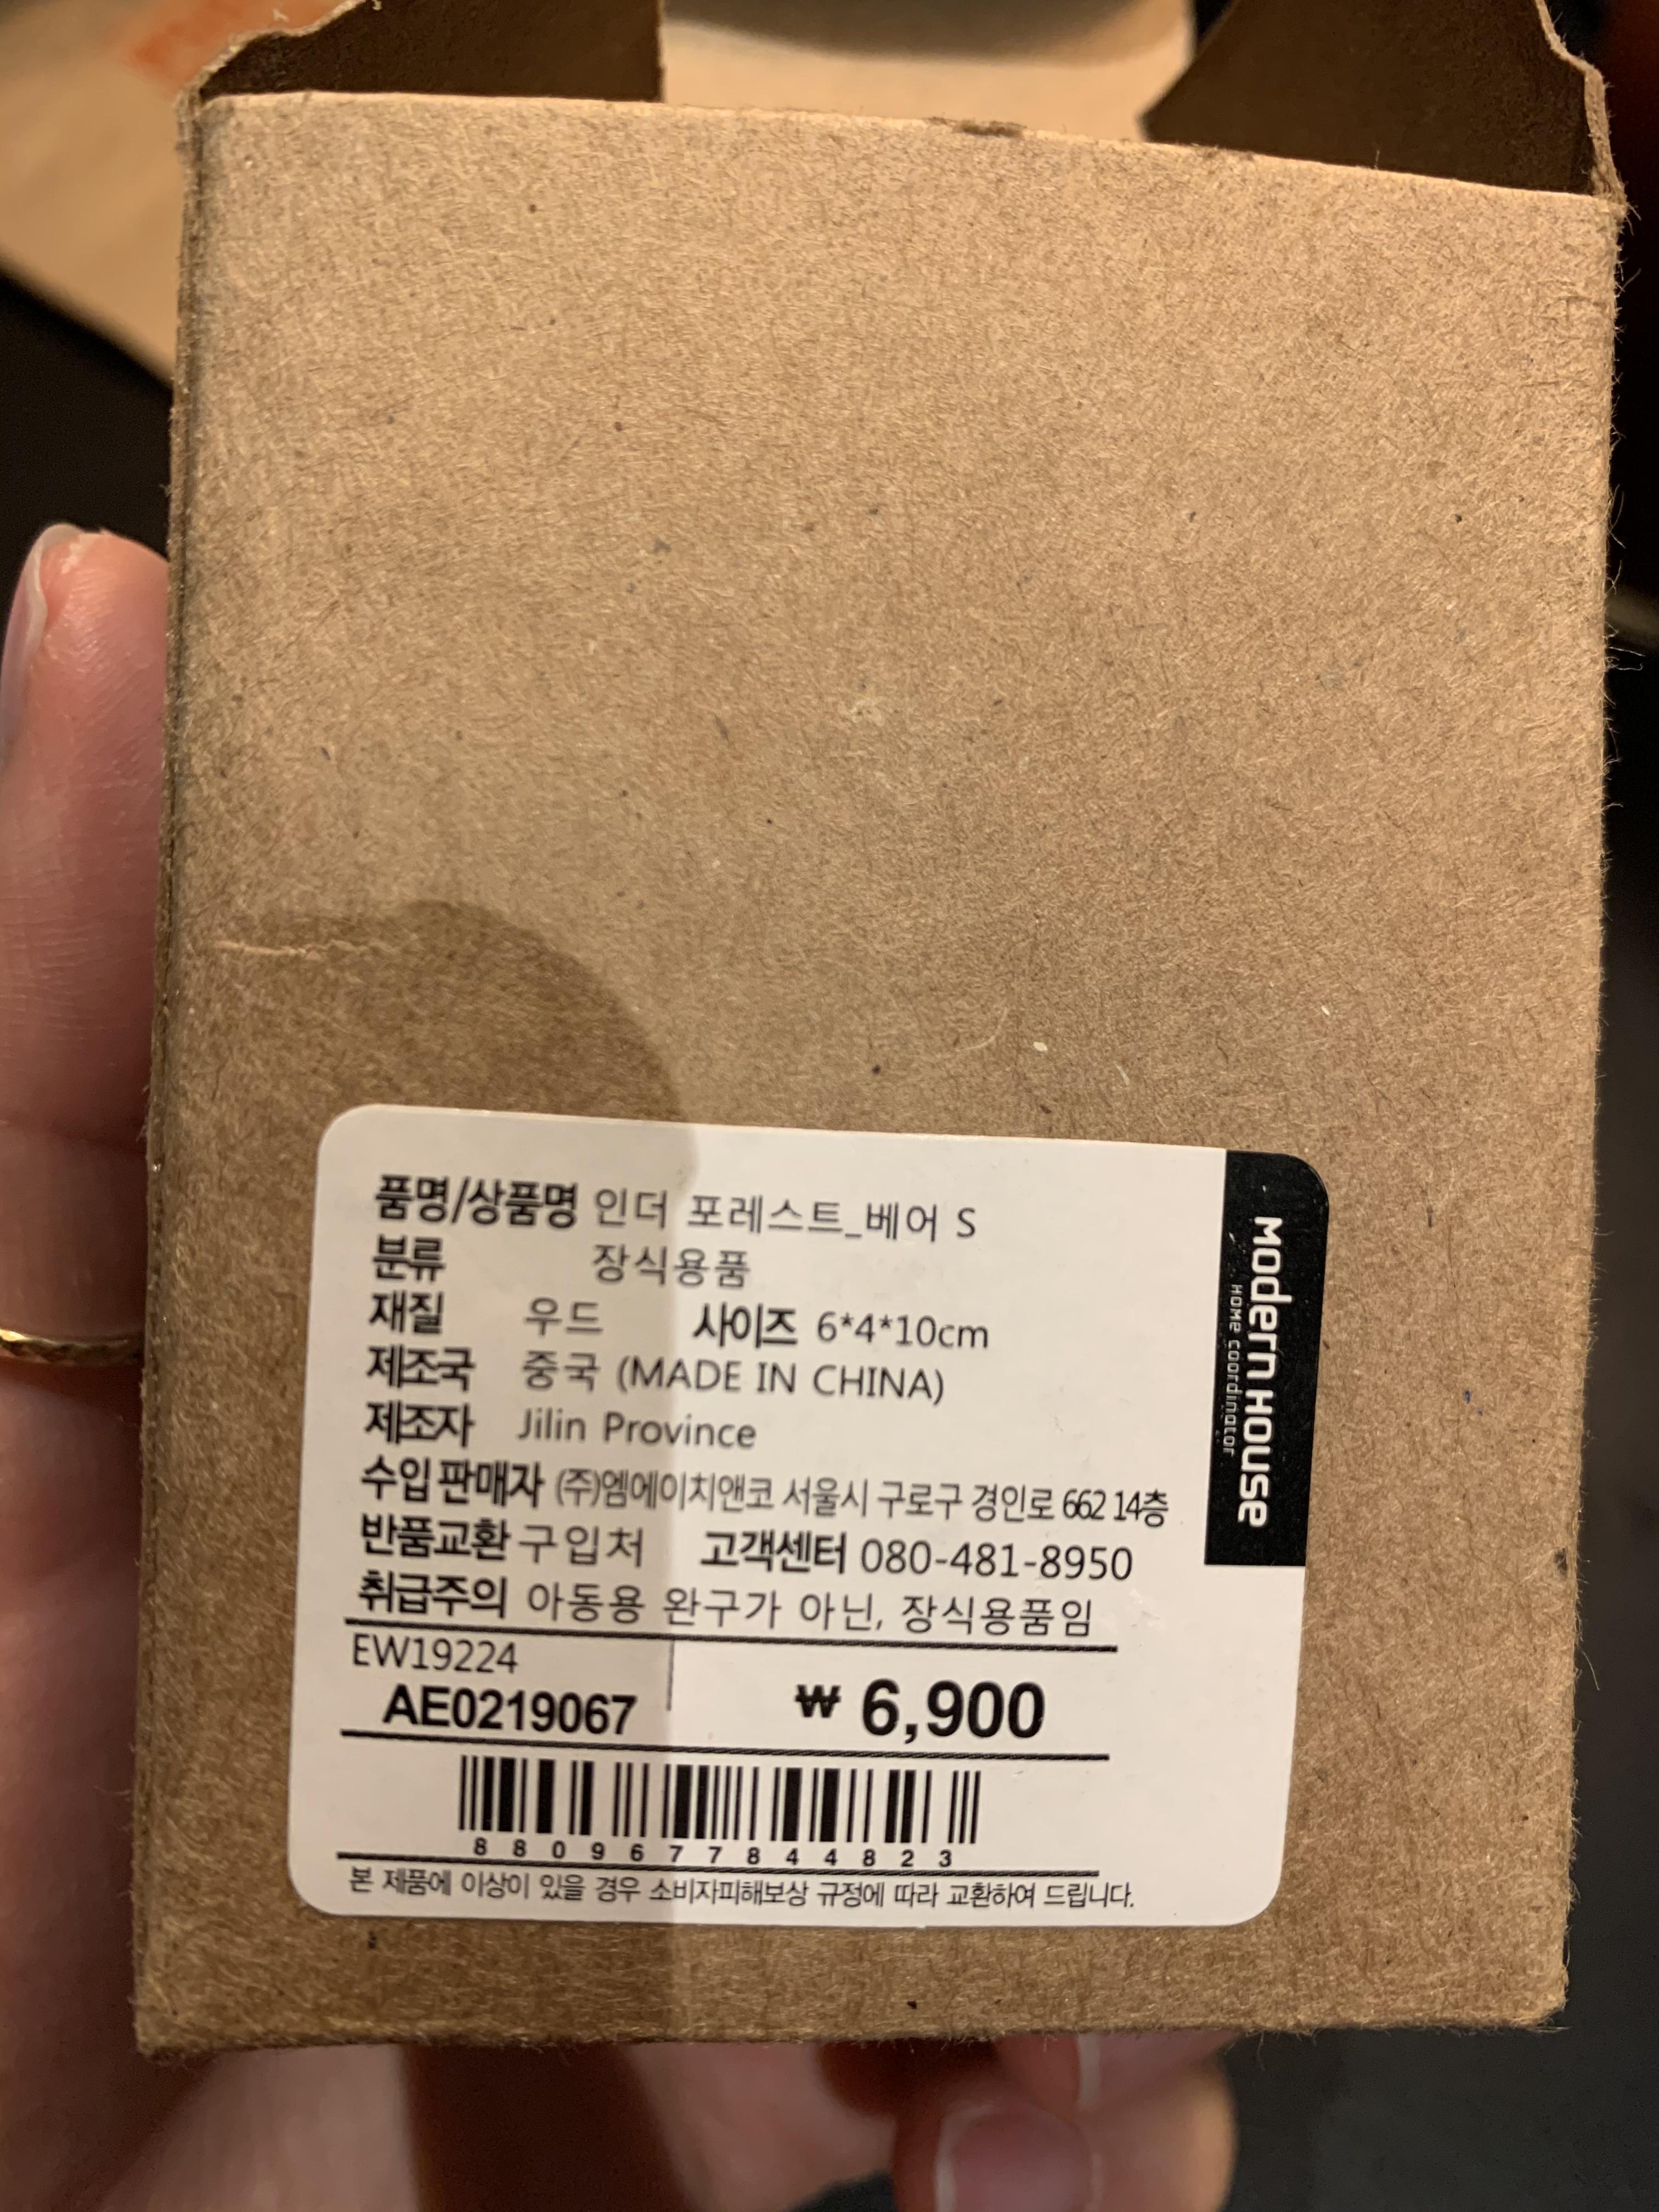 품명/상품명 인더 포레스트_베어 S
분류 장식용품
재질 우드 사이즈 6*4*10cm
제조국 중국 (MADE IN CHINA)
제조자 Jilin Province
수입판매자 (주)엠에이치앤코 서울시 구로구 경인로 662 14층
반품교환 구입처 고객센터 080-481-8950
취급주의 아동용 완구가 아닌, 장식용품임
EW19224
AE0219067 ₩ 6,900
8809677844823
본 제품에 이상이 있을 경우 소비자피해보상 규정에 따라 교환하여 드립니다.
Modern House
Home coordinator